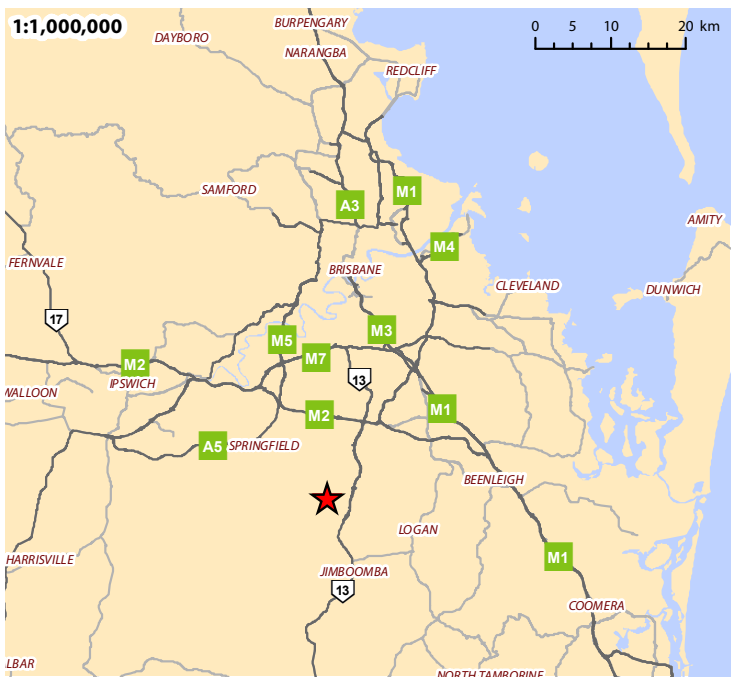 1:1,000,000
BURPENGARY
DAYBORO
NARANGBA
0 5 10 20 km
REDCLIFF
SAMFORD
A3
M1
AMITY
M4
FERNVALE
BRISBANE
CLEVELAND
DUNWICH
17
M5
M3
M7
M2
IPSWICH
13
WALLOON
M2
M1
A5
SPRINGFIELD
BEENLEIGH
LOGAN
HARRISVILLE
M1
JIMBOOMBA
13
COOMERA
LBAR
NORTH TAMBORINE